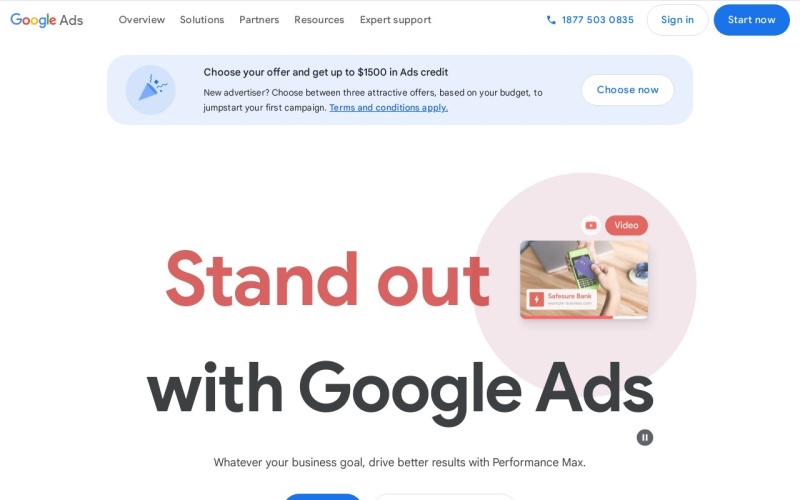 Google Ads
Overview
Solutions
Partners
Resources
Expert support
1877 503 0835
Sign in
Start now
Choose your offer and get up to $1500 in Ads credit
New advertiser? Choose between three attractive offers, based on your budget, to
jumpstart your first campaign. Terms and conditions apply.
Choose now
Video
Stand out
Safesure Bank
with Google Ads
Whatever your business goal, drive better results with Performance Max.